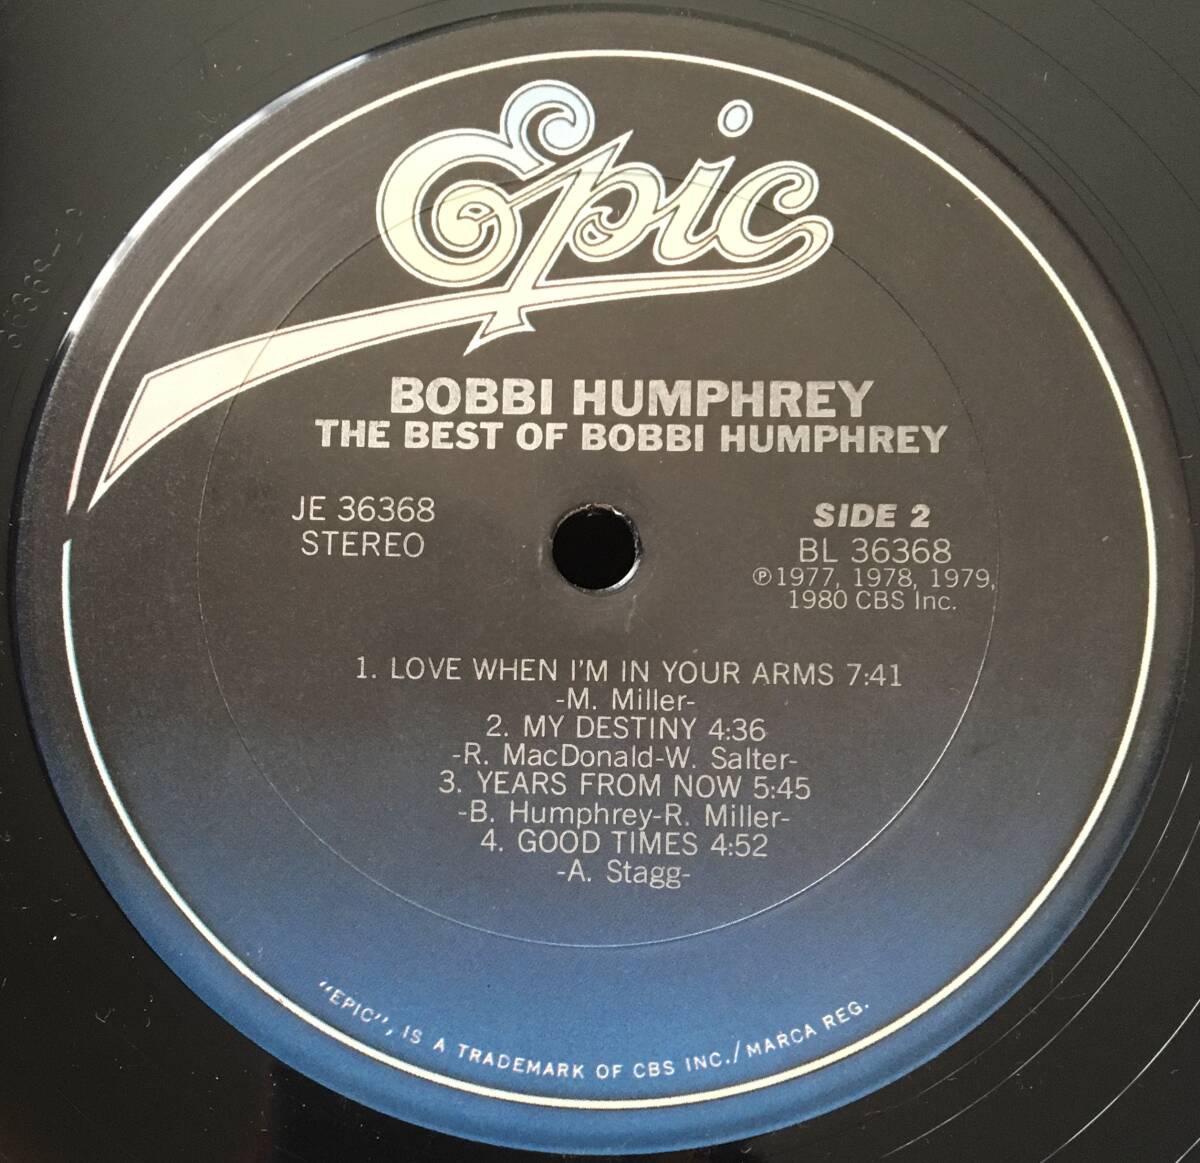 Epic
BOBBI HUMPHREY
THE BEST OF BOBBI HUMPHREY
JE 36368
STEREO
SIDE 2
BL 36368
℗1977, 1978, 1979,
1980 CBS Inc.
1. LOVE WHEN I'M IN YOUR ARMS 7:41
-M. Miller-
2. MY DESTINY 4:36
-R. MacDonald-W. Salter-
3. YEARS FROM NOW 5:45
-B. Humphrey-R. Miller-
4. GOOD TIMES 4:52
-A. Stagg-
"EPIC", IS A TRADEMARK OF CBS INC./MARCA REG.